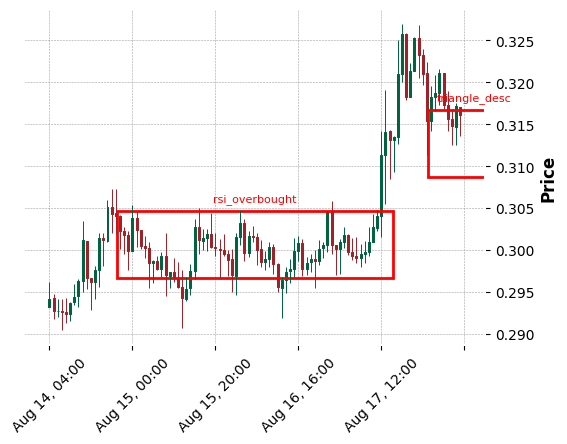 0.325
0.320
0.315
0.310
0.305
0.300
0.295
0.290
Price
triangle_desc
rsi_overbought
Aug 14, 04:00
Aug 15, 00:00
Aug 15, 20:00
Aug 16, 16:00
Aug 17, 12:00